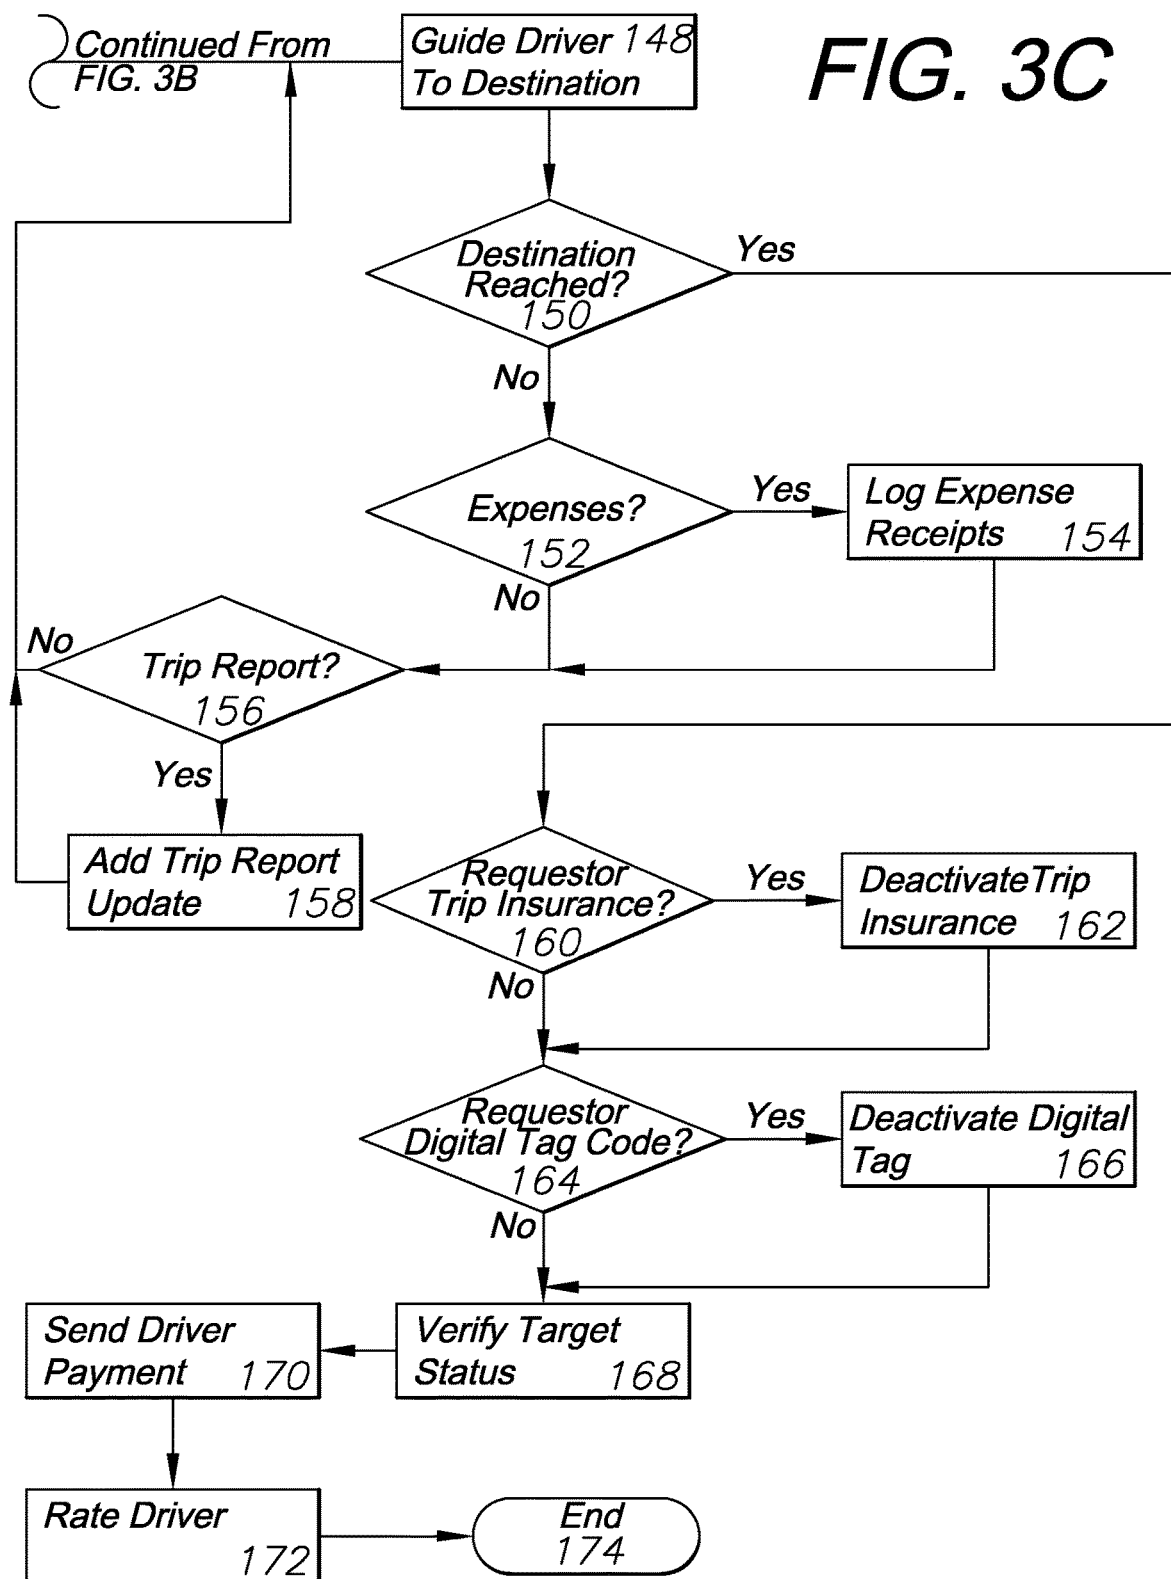 Continued From
FIG. 3B
Guide Driver 148
To Destination
FIG. 3C
Destination
Reached?
150
Yes
No
Expenses?
152
Yes
Log Expense
Receipts 154
No
No
Trip Report?
156
Yes
Add Trip Report
Update 158
Requestor
Trip Insurance?
160
Yes
Deactivate Trip
Insurance 162
No
Requestor
Digital Tag Code?
164
Yes
Deactivate Digital
Tag 166
No
Send Driver
Payment 170
Verify Target
Status 168
Rate Driver
172
End
174